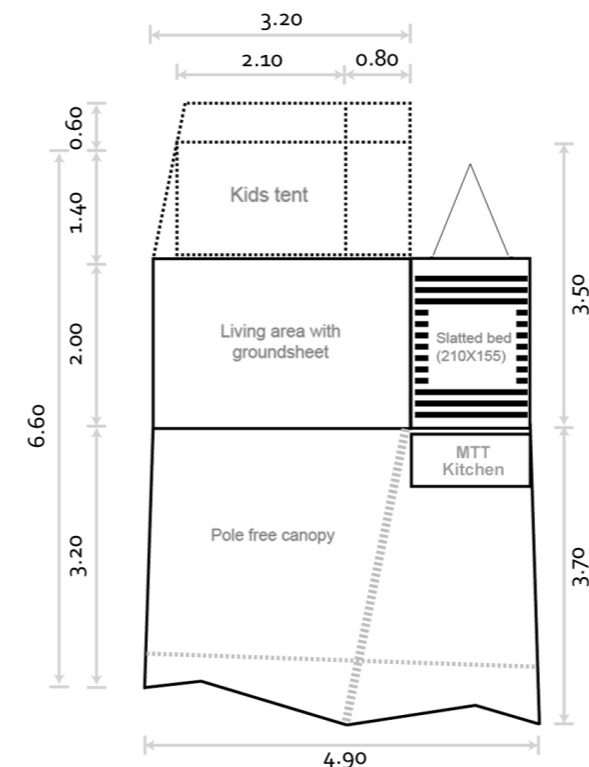 3.20
2.10
0.80
0.60
Kids tent
1.40
3.50
Living area with
groundsheet
Slatted bed
(210X155)
2.00
6.60
MTT
Kitchen
Pole free canopy
3.20
3.70
4.90